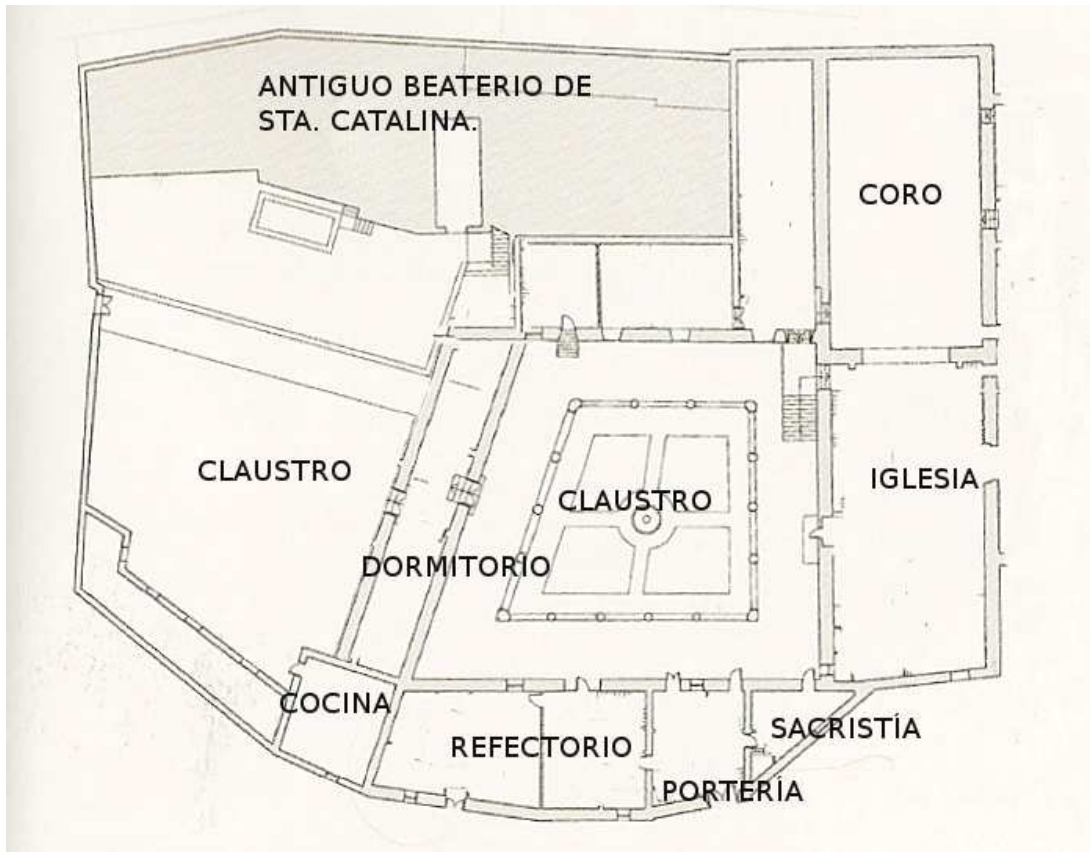 ANTIGUO BEATERIO DE
STA. CATALINA.
CORO
CLAUSTRO
IGLESIA
CLAUSTRO
DORMITORIO
COCINA
REFECTORIO
SACRISTÍA
PORTERÍA